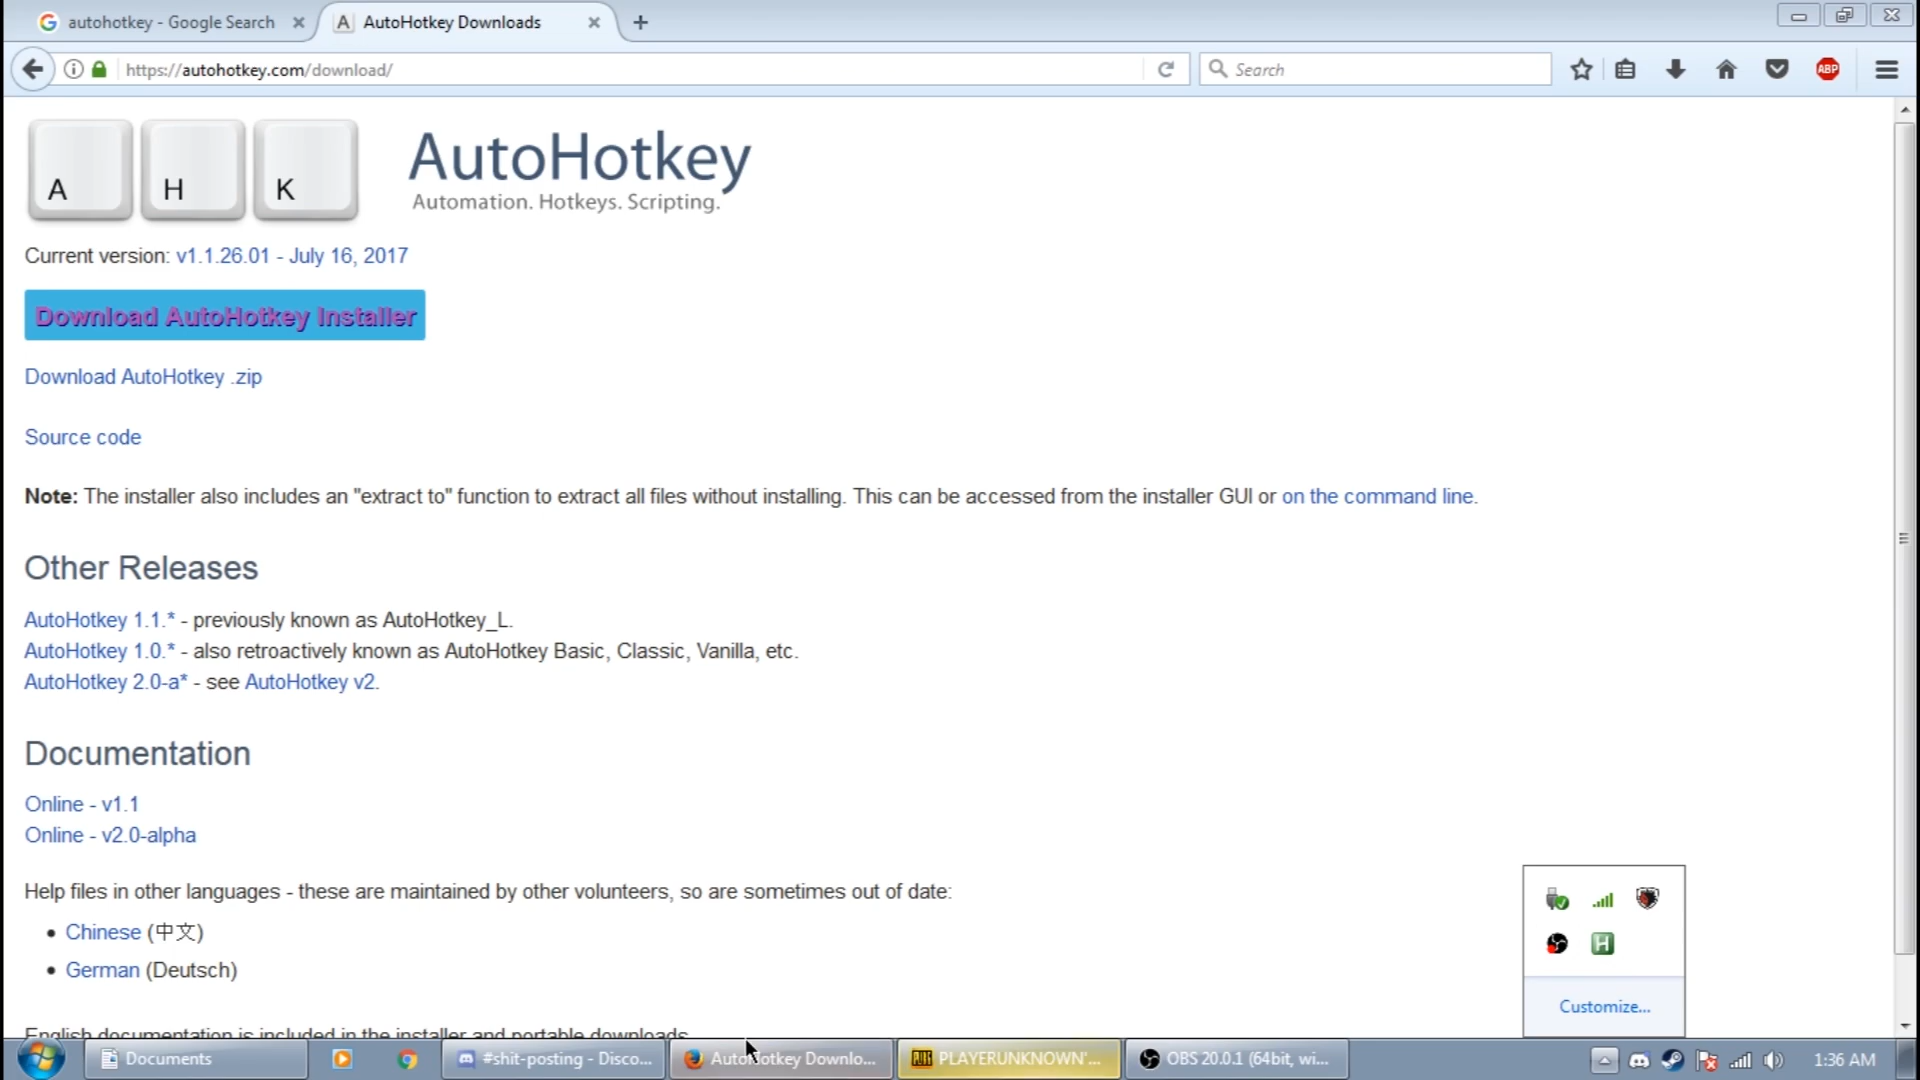 autohotkey - Google Search
A AutoHotkey Downloads
https://autohotkey.com/download/
Search
ABP
A H K
AutoHotkey
Automation. Hotkeys. Scripting.
Current version: v1.1.26.01 - July 16, 2017
Download AutoHotkey Installer
Download AutoHotkey .zip
Source code
Note: The installer also includes an "extract to" function to extract all files without installing. This can be accessed from the installer GUI or on the command line.
Other Releases
AutoHotkey 1.1.* - previously known as AutoHotkey_L.
AutoHotkey 1.0.* - also retroactively known as AutoHotkey Basic, Classic, Vanilla, etc.
AutoHotkey 2.0-a* - see AutoHotkey v2.
Documentation
Online - v1.1
Online - v2.0-alpha
Help files in other languages - these are maintained by other volunteers, so are sometimes out of date:
• Chinese (中文)
• German (Deutsch)
English documentation is included in the installer and portable downloads.
H
Customize...
Documents
#shit-posting - Disco...
AutoHotkey Downlo...
PLAYERUNKNOWN'...
OBS 20.0.1 (64bit, wi...
1:36 AM